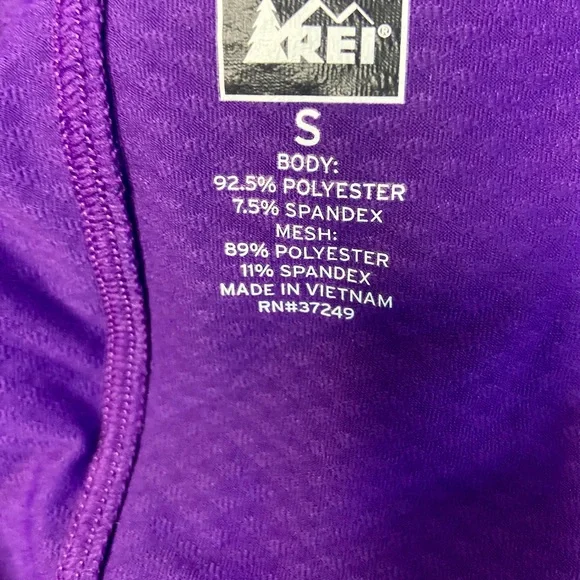 REI®
S
BODY:
92.5% POLYESTER
7.5% SPANDEX
MESH:
89% POLYESTER
11% SPANDEX
MADE IN VIETNAM
RN#37249